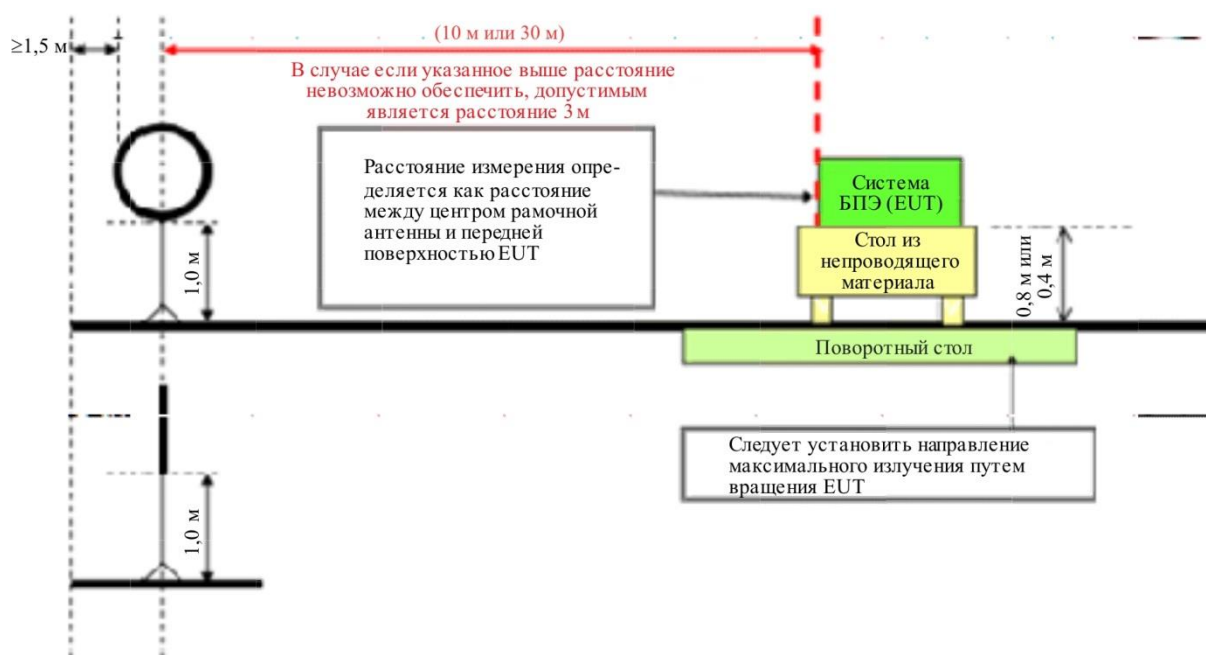 ≥1,5 м
(10 м или 30 м)
В случае если указанное выше расстояние
невозможно обеспечить, допустимым
является расстояние 3 м
Расстояние измерения опре-
деляется как расстояние
между центром рамочной
антенны и передней
поверхностью EUT
Система
БПЭ (EUT)
Стол из
непроводящего
материала
1,0 м
0,8 м или
0,4 м
Поворотный стол
Следует установить направление
максимального излучения путем
вращения EUT
1,0 м